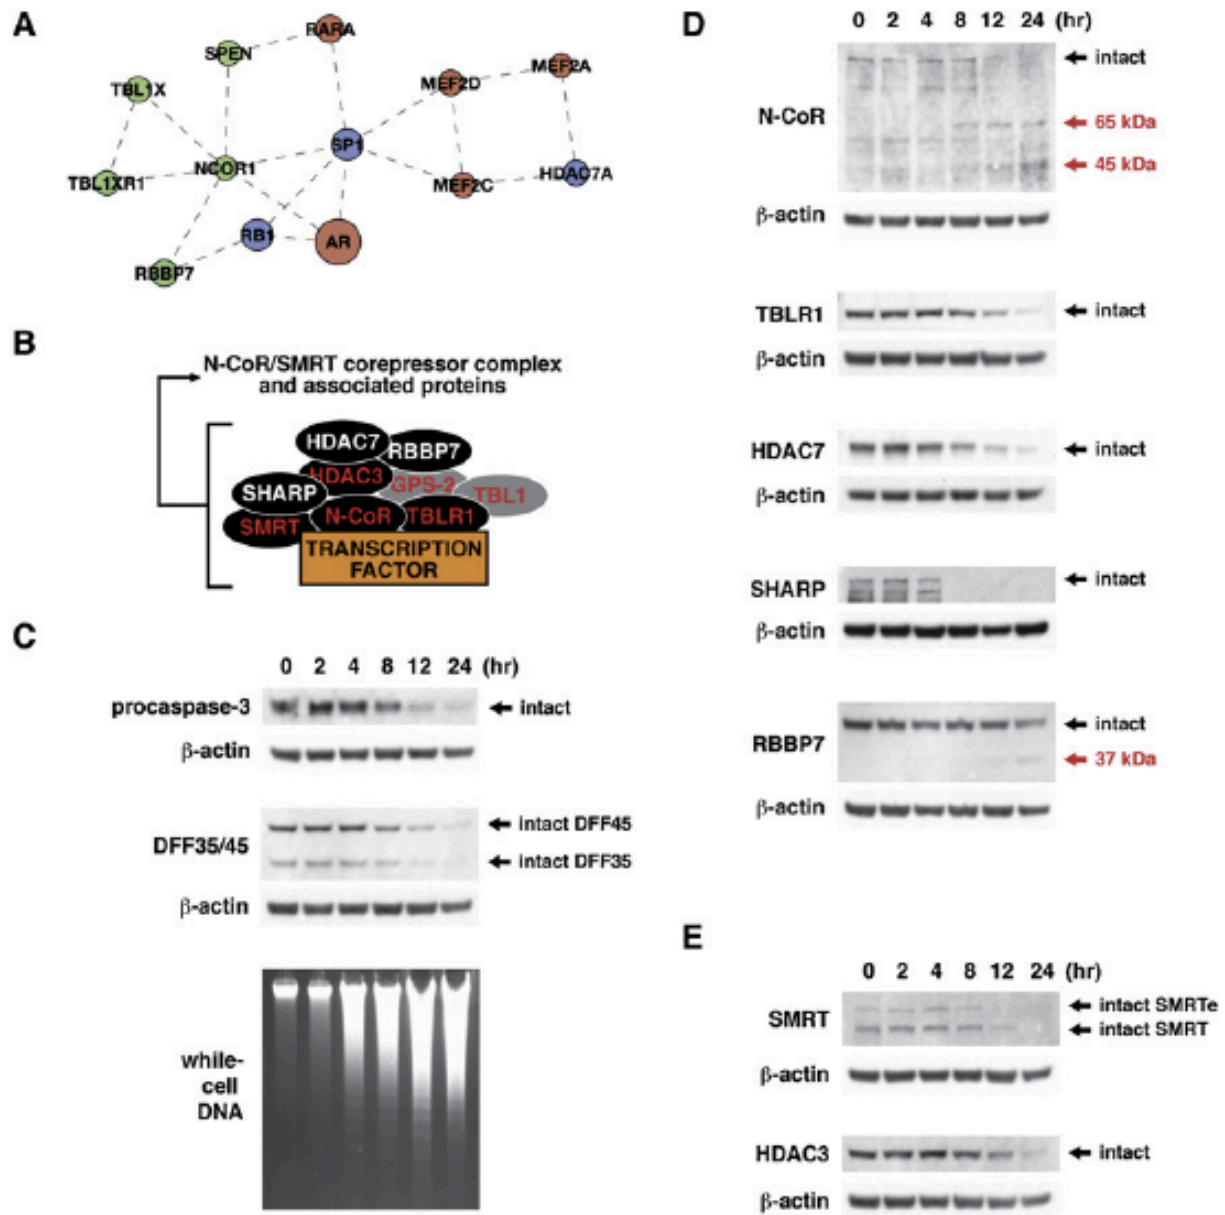 A
RARA
SPEN
MEF2A
MEF2D
TBL1X
SP1
NCOR1
HDAC7A
TBL1XR1
MEF2C
RB1
AR
RBBP7
B
N-CoR/SMRT corepressor complex
and associated proteins
HDAC7
RBBP7
HDAC3
GPS-2
SHARP
TBL1
SMRT
N-CoR
TBLR1
TRANSCRIPTION
FACTOR
C
0 2 4 8 12 24 (hr)
procaspase-3
intact
β-actin
intact DFF45
DFF35/45
intact DFF35
β-actin
while-
cell
DNA
D
0 2 4 8 12 24 (hr)
intact
N-CoR
65 kDa
45 kDa
β-actin
TBLR1
intact
β-actin
HDAC7
intact
β-actin
SHARP
intact
β-actin
intact
RBBP7
37 kDa
β-actin
E
0 2 4 8 12 24 (hr)
intact SMRTe
SMRT
intact SMRT
β-actin
HDAC3
intact
β-actin